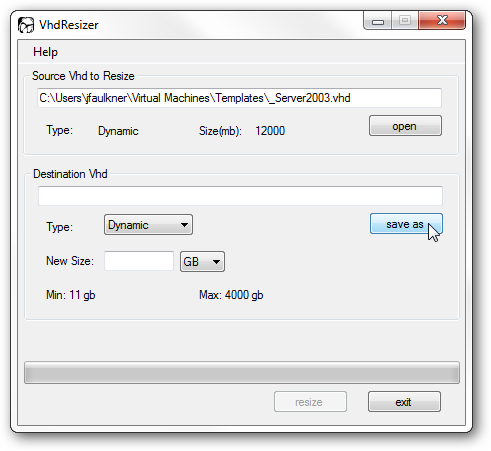 VhdResizer
Help
Source Vhd to Resize
C:\Users\jfaulkner\Virtual Machines\Templates\_Server2003.vhd
Type: Dynamic Size(mb): 12000 open
Destination Vhd
Type: Dynamic save as
New Size: GB
Min: 11 gb Max: 4000 gb
resize exit